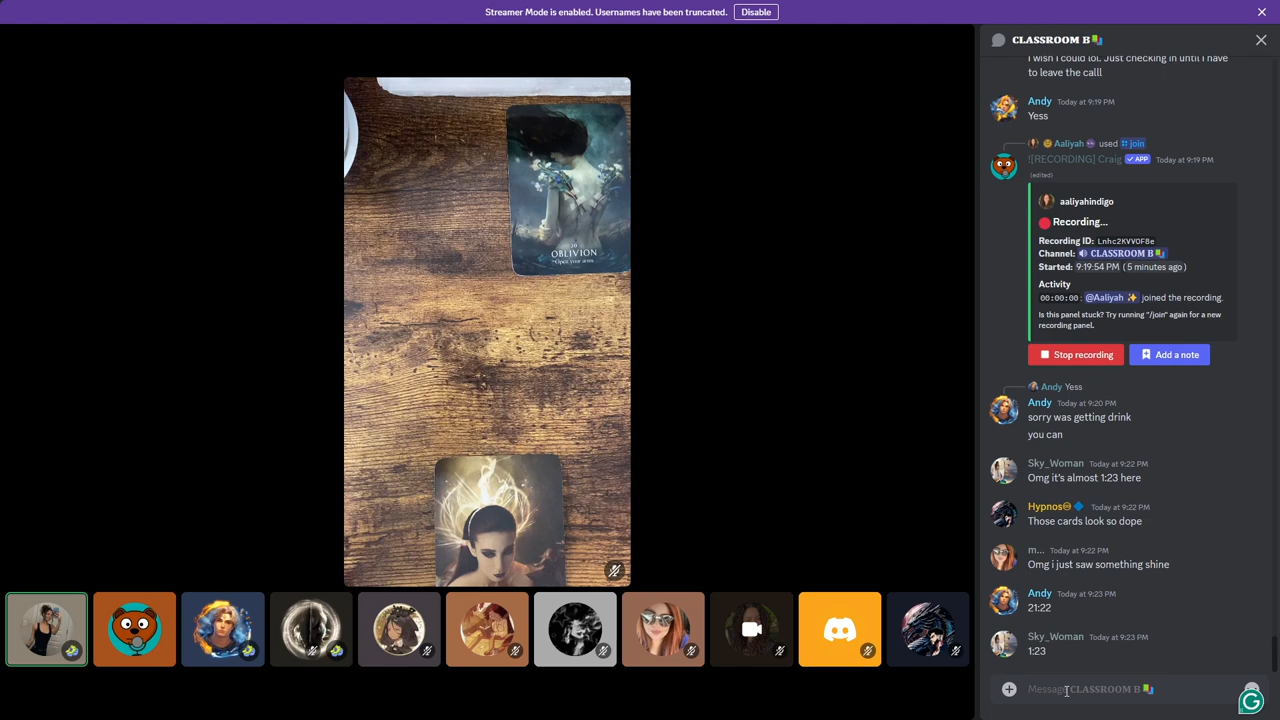 Streamer Mode is enabled. Usernames have been truncated. Disable
CLASSROOM B
I wish I could lol. Just checking in until I have
to leave the calll
Andy Today at 9:19 PM
Yess
Aaliyah used join
![RECORDING] Craig APP Today at 9:19 PM
(edited)
aaliyahindigo
Recording...
Recording ID: Lnhc2KVVOF8e
Channel: CLASSROOM B
Started: 9:19:54 PM (5 minutes ago)
Activity
00:00:00: @Aaliyah ✨ joined the recording.
Is this panel stuck? Try running "/join" again for a new
recording panel.
Stop recording Add a note
Andy Yess
Andy Today at 9:20 PM
sorry was getting drink
you can
Sky_Woman Today at 9:22 PM
Omg it's almost 1:23 here
Hypnos Today at 9:22 PM
Those cards look so dope
m... Today at 9:22 PM
Omg i just saw something shine
Andy Today at 9:23 PM
21:22
Sky_Woman Today at 9:23 PM
1:23
Message CLASSROOM B
OBLIVION
~Open your arms